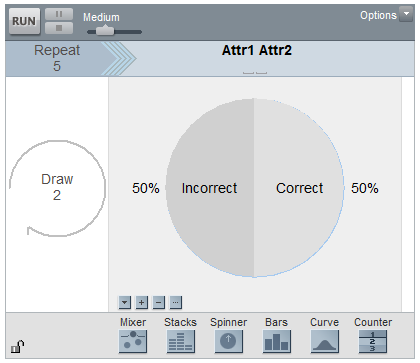 RUN
Medium
Options
Repeat
5
Attr1 Attr2
Draw
2
50% Incorrect Correct 50%
Mixer Stacks Spinner Bars Curve Counter
1
2
3